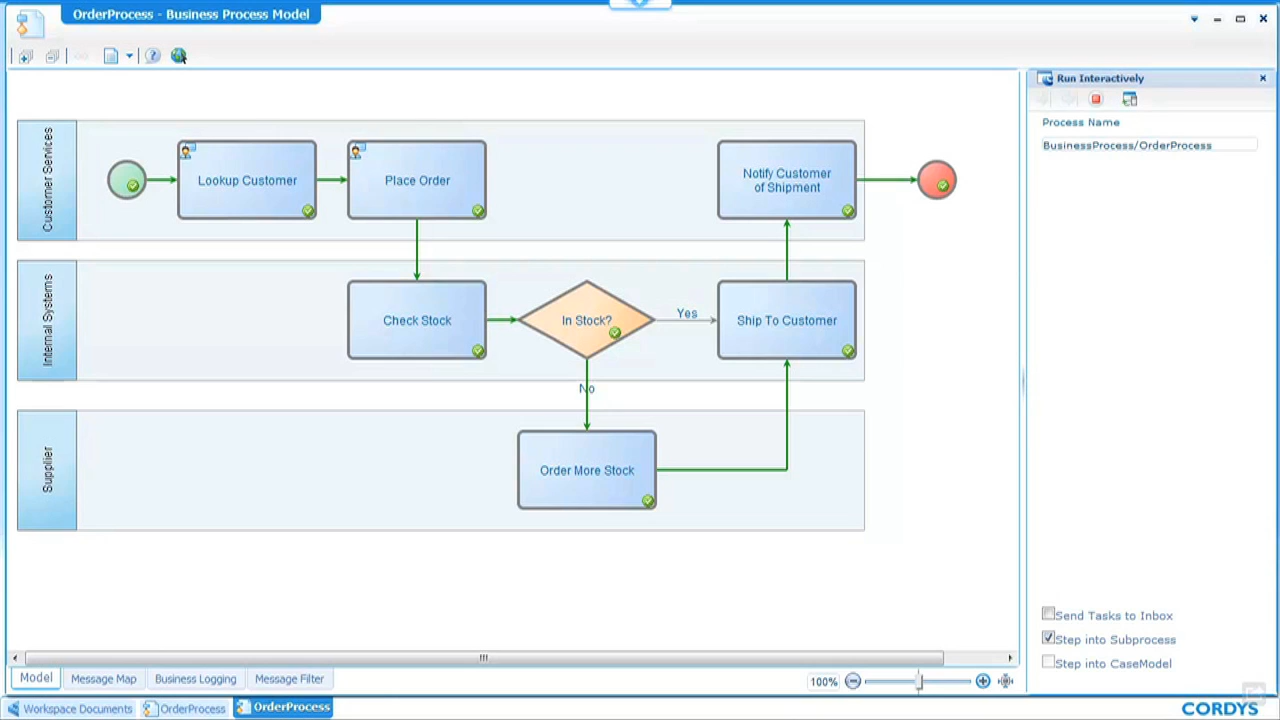 OrderProcess - Business Process Model
Run Interactively
Process Name
BusinessProcess/OrderProcess
Customer Services
Lookup Customer
Place Order
Notify Customer
of Shipment
Internal Systems
Check Stock
In Stock?
Yes
Ship To Customer
No
Supplier
Order More Stock
Send Tasks to Inbox
Step into Subprocess
Step into CaseModel
Model
Message Map
Business Logging
Message Filter
100%
Workspace Documents
OrderProcess
OrderProcess
CORDYS